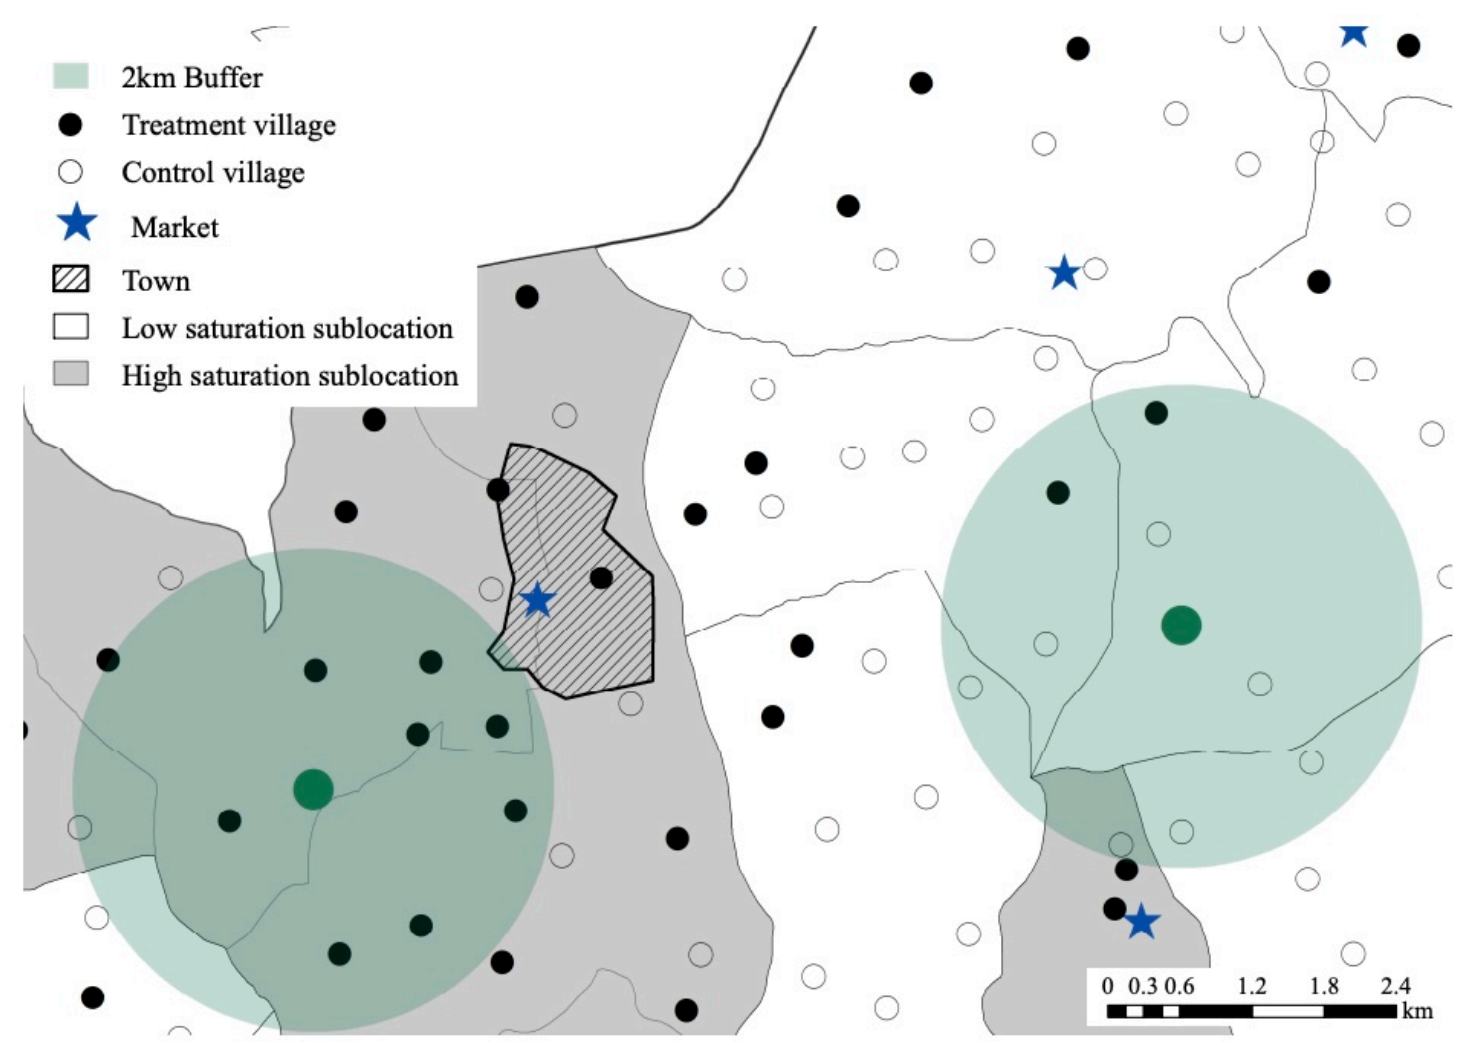 2km Buffer
Treatment village
Control village
Market
Town
Low saturation sublocation
High saturation sublocation
0 0.3 0.6 1.2 1.8 2.4
km